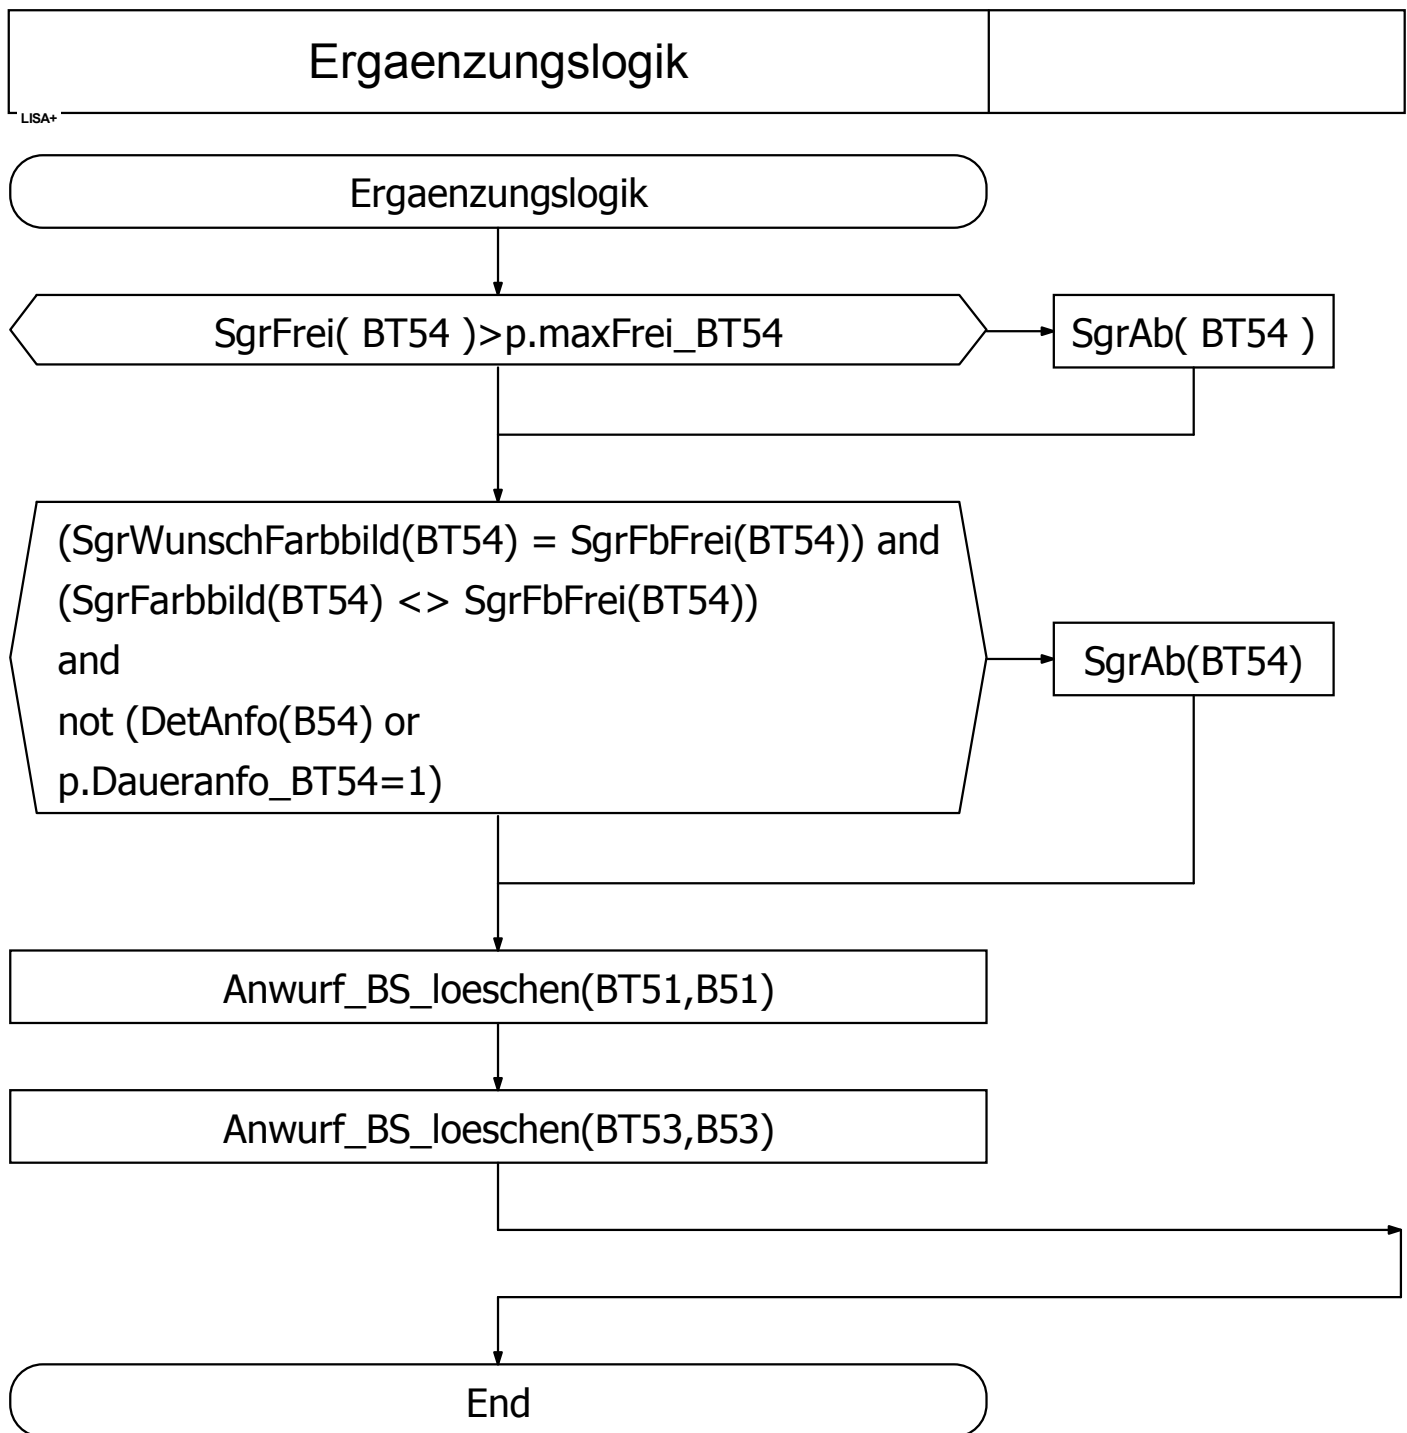 Ergaenzungslogik
LISA+
Ergaenzungslogik
SgrFrei( BT54 )>p.maxFrei_BT54
SgrAb( BT54 )
(SgrWunschFarbbild(BT54) = SgrFbFrei(BT54)) and
(SgrFarbbild(BT54) <> SgrFbFrei(BT54))
and
not (DetAnfo(B54) or
p.Daueranfo_BT54=1)
SgrAb(BT54)
Anwurf_BS_loeschen(BT51,B51)
Anwurf_BS_loeschen(BT53,B53)
End